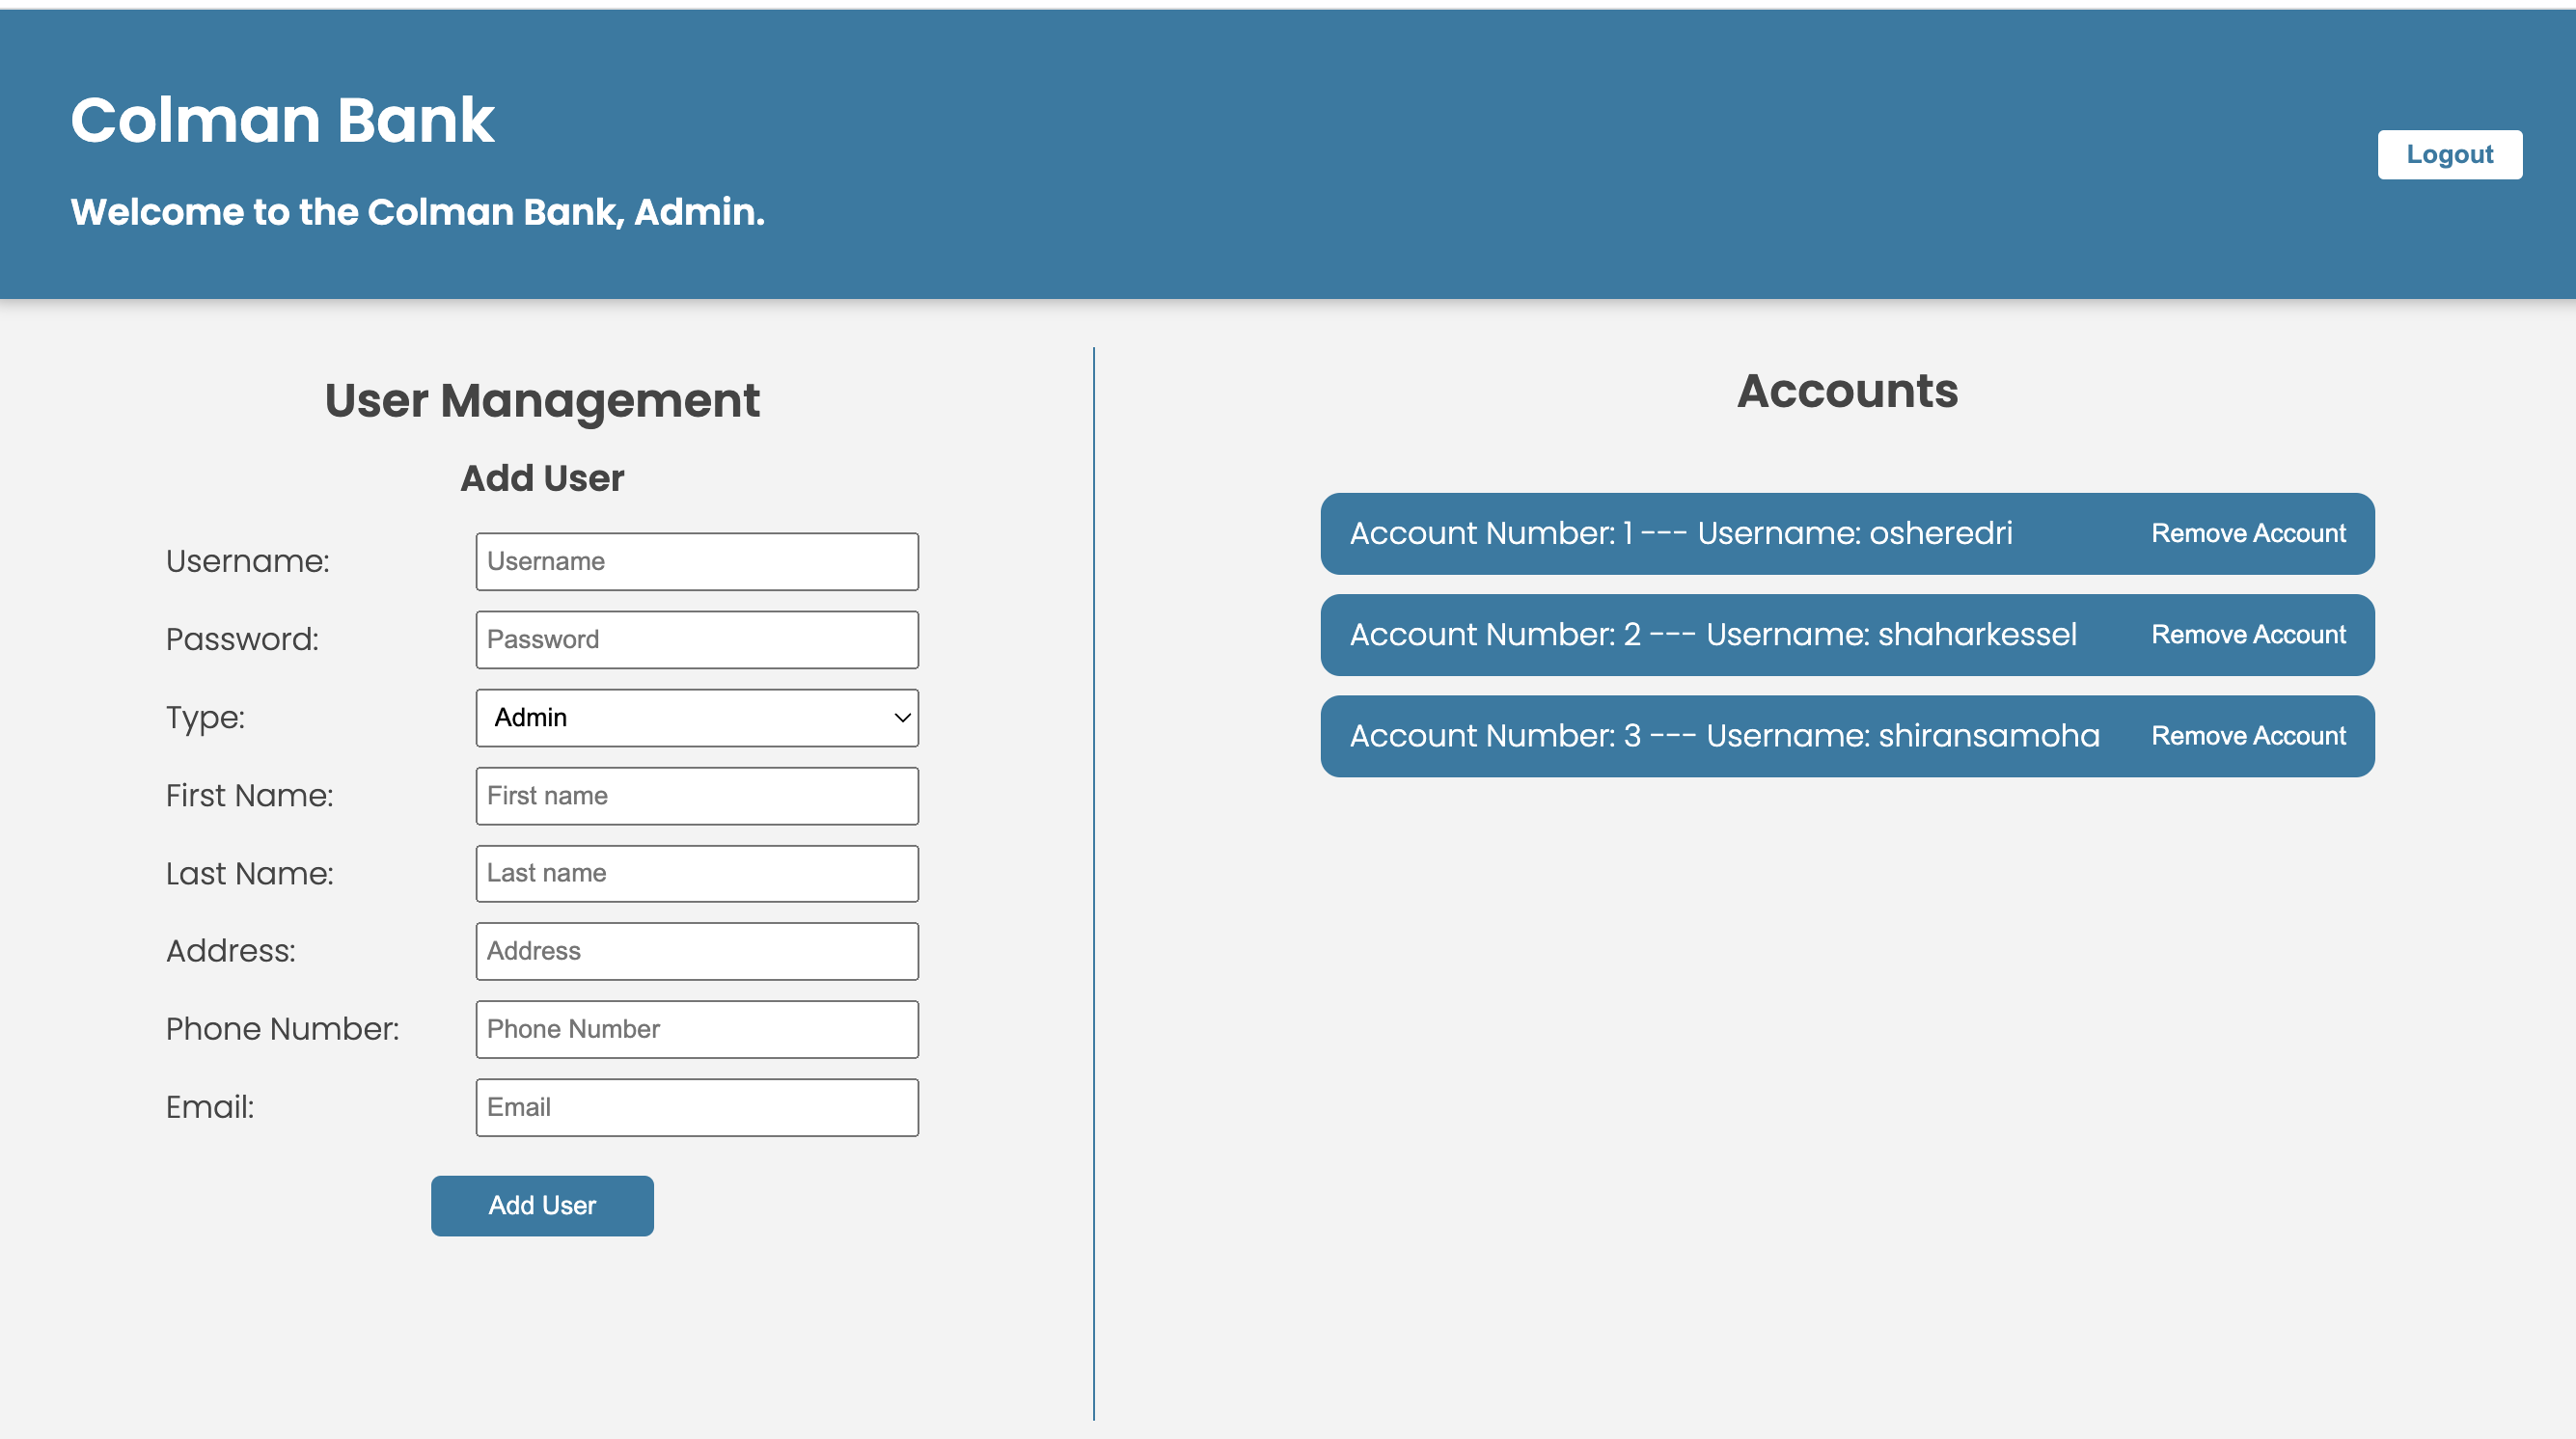 Colman Bank
Welcome to the Colman Bank, Admin.
Logout
User Management
Add User
Username: Username
Password: Password
Type: Admin
First Name: First name
Last Name: Last name
Address: Address
Phone Number: Phone Number
Email: Email
Add User
Accounts
Account Number: 1 --- Username: osheredri Remove Account
Account Number: 2 --- Username: shaharkessel Remove Account
Account Number: 3 --- Username: shiransamoha Remove Account